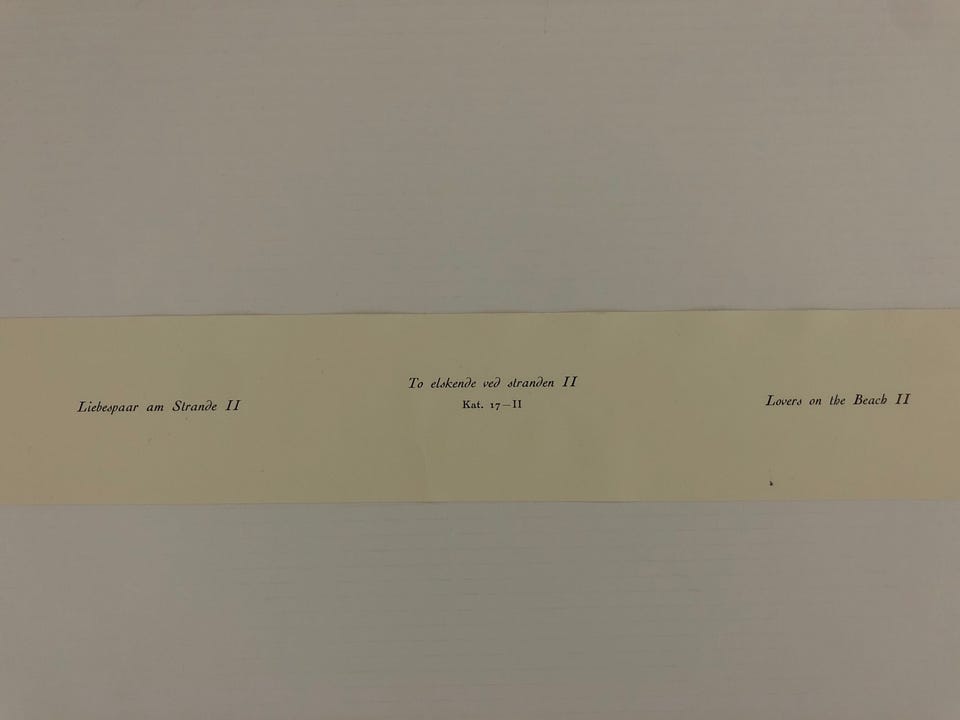 Liebespaar am Strande II
To elskende ved stranden II
Kat. 17—II
Lovers on the Beach II